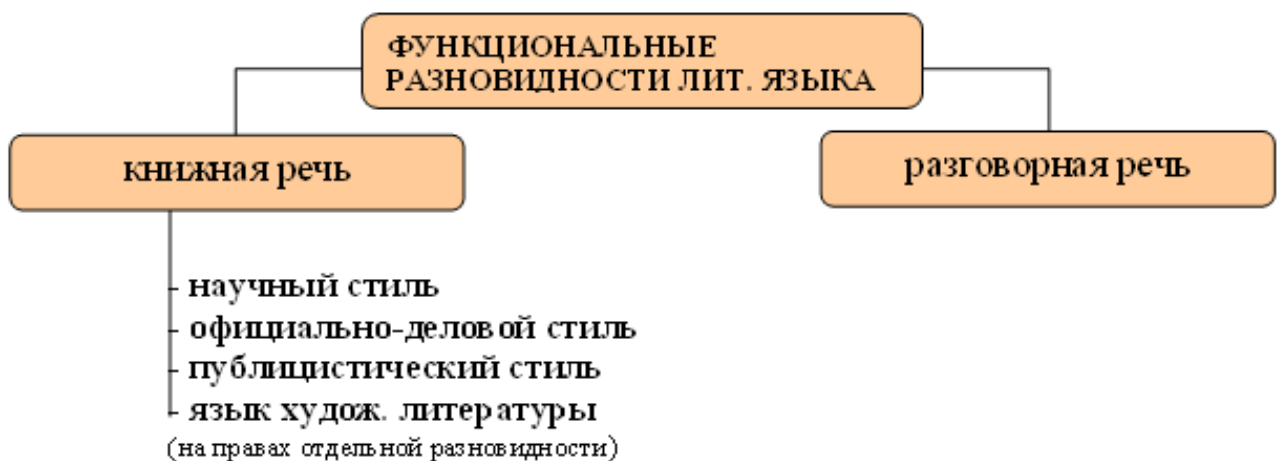 ФУНКЦИОНАЛЬНЫЕ
РАЗНОВИДНОСТИ ЛИТ. ЯЗЫКА
книжная речь
разговорная речь
- научный стиль
- официально-деловой стиль
- публицистический стиль
- язык худож. литературы
(на правах отдельной разновидности)